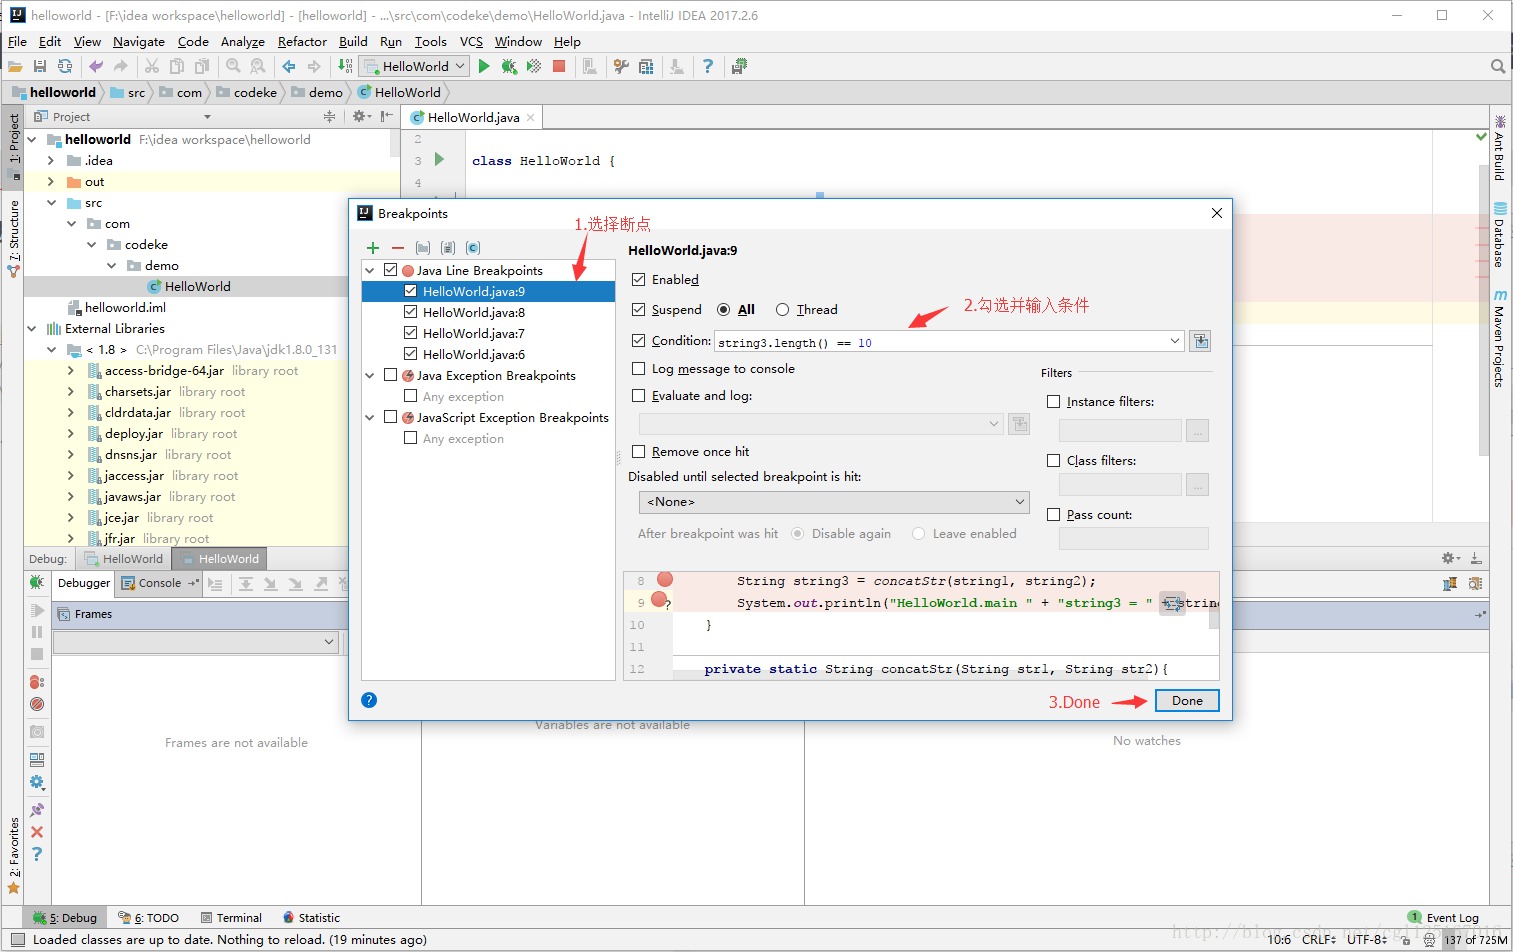 helloworld - [F:\idea workspace\helloworld] - [helloworld] - ...\src\com\codeke\demo\HelloWorld.java - IntelliJ IDEA 2017.2.6
File Edit View Navigate Code Analyze Refactor Build Run Tools VCS Window Help
HelloWorld
helloworld src com codeke demo HelloWorld
1: Project
7: Structure
2: Favorites
Project
helloworld F:\idea workspace\helloworld
.idea
out
src
com
codeke
demo
HelloWorld
helloworld.iml
External Libraries
< 1.8 > C:\Program Files\Java\jdk1.8.0_131
access-bridge-64.jar library root
charsets.jar library root
cldrdata.jar library root
deploy.jar library root
dnsns.jar library root
jaccess.jar library root
javaws.jar library root
jce.jar library root
jfr.jar library root
HelloWorld.java
2
3 class HelloWorld {
4
Ant Build
Database
Maven Projects
Breakpoints
1.选择断点
Java Line Breakpoints
HelloWorld.java:9
HelloWorld.java:8
HelloWorld.java:7
HelloWorld.java:6
Java Exception Breakpoints
Any exception
JavaScript Exception Breakpoints
Any exception
HelloWorld.java:9
Enabled
Suspend All Thread
2.勾选并输入条件
Condition: string3.length() == 10
Log message to console
Evaluate and log:
Remove once hit
Disabled until selected breakpoint is hit:
<None>
After breakpoint was hit Disable again Leave enabled
Filters
Instance filters:
...
Class filters:
...
Pass count:
8 String string3 = concatStr(string1, string2);
9 System.out.println("HelloWorld.main " + "string3 = " + string
10 }
11
12 private static String concatStr(String str1, String str2){
3.Done
Done
Debug: HelloWorld HelloWorld
Debugger Console
Frames
Frames are not available
Variables are not available
No watches
5: Debug 6: TODO Terminal Statistic
1 Event Log
Loaded classes are up to date. Nothing to reload. (19 minutes ago)
10:6 CRLF UTF-8 137 of 725M